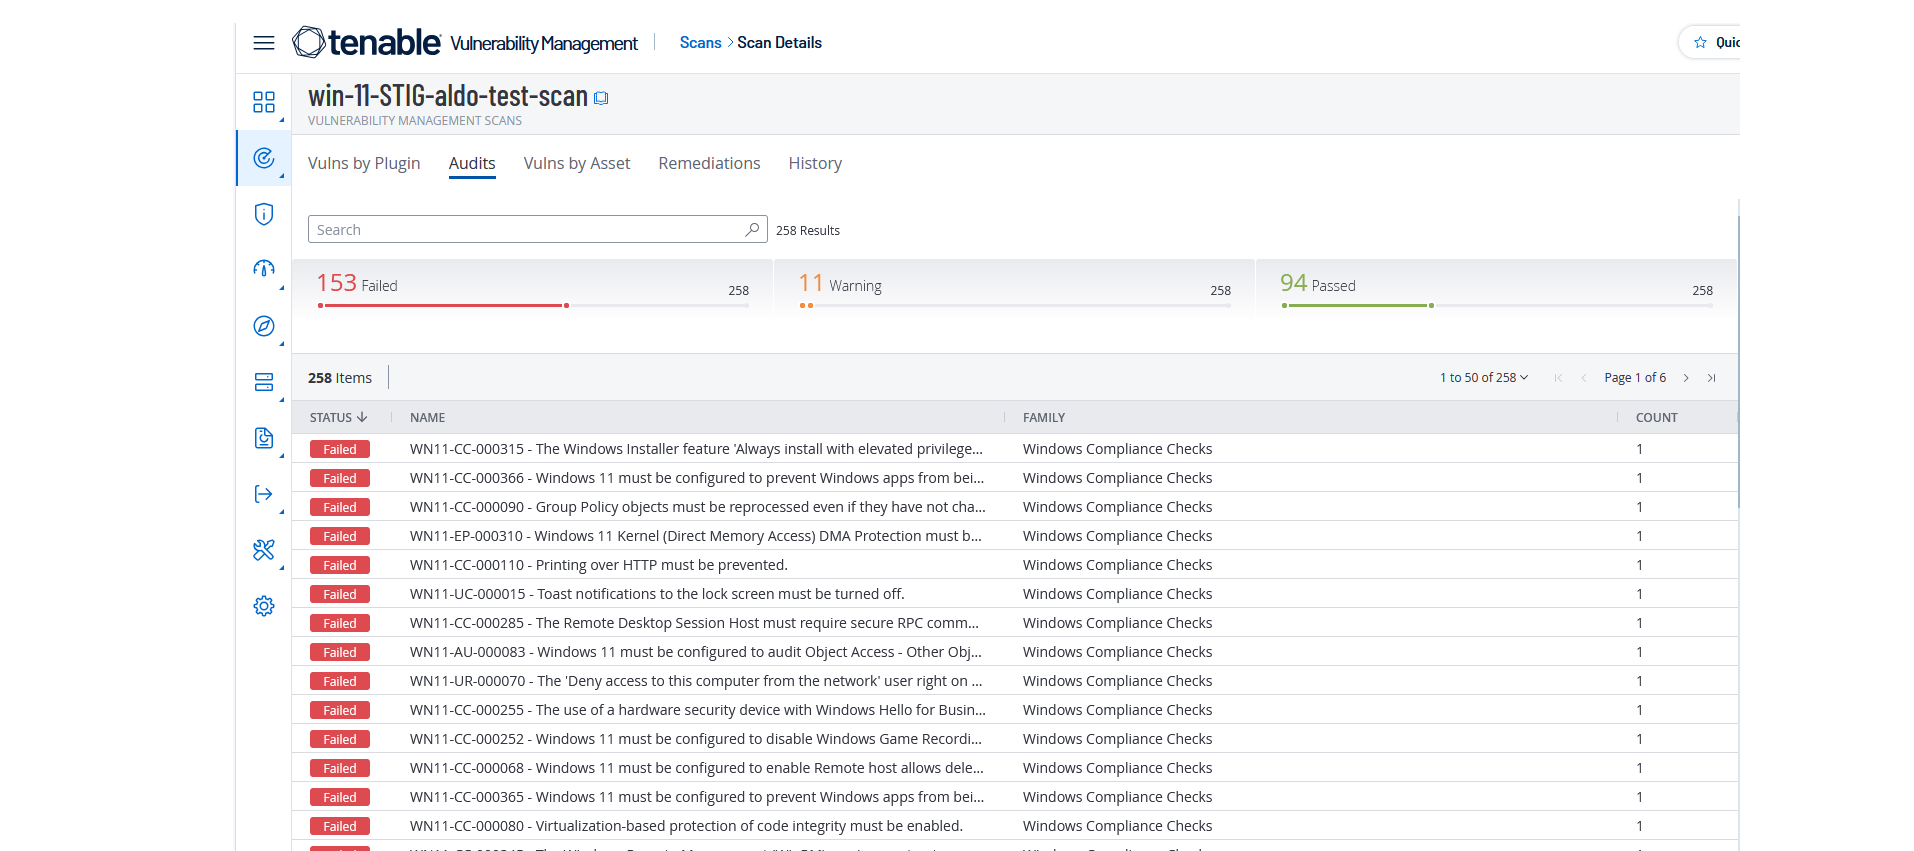 tenable Vulnerability Management Scans > Scan Details Quic
win-11-STIG-aldo-test-scan
VULNERABILITY MANAGEMENT SCANS
Vulns by Plugin Audits Vulns by Asset Remediations History
Search 258 Results
153 Failed 258 11 Warning 258 94 Passed 258
258 Items 1 to 50 of 258 Page 1 of 6
STATUS NAME FAMILY COUNT
Failed WN11-CC-000315 - The Windows Installer feature 'Always install with elevated privilege... Windows Compliance Checks 1
Failed WN11-CC-000366 - Windows 11 must be configured to prevent Windows apps from bei... Windows Compliance Checks 1
Failed WN11-CC-000090 - Group Policy objects must be reprocessed even if they have not cha... Windows Compliance Checks 1
Failed WN11-EP-000310 - Windows 11 Kernel (Direct Memory Access) DMA Protection must b... Windows Compliance Checks 1
Failed WN11-CC-000110 - Printing over HTTP must be prevented. Windows Compliance Checks 1
Failed WN11-UC-000015 - Toast notifications to the lock screen must be turned off. Windows Compliance Checks 1
Failed WN11-CC-000285 - The Remote Desktop Session Host must require secure RPC comm... Windows Compliance Checks 1
Failed WN11-AU-000083 - Windows 11 must be configured to audit Object Access - Other Obj... Windows Compliance Checks 1
Failed WN11-UR-000070 - The 'Deny access to this computer from the network' user right on ... Windows Compliance Checks 1
Failed WN11-CC-000255 - The use of a hardware security device with Windows Hello for Busin... Windows Compliance Checks 1
Failed WN11-CC-000252 - Windows 11 must be configured to disable Windows Game Recordi... Windows Compliance Checks 1
Failed WN11-CC-000068 - Windows 11 must be configured to enable Remote host allows dele... Windows Compliance Checks 1
Failed WN11-CC-000365 - Windows 11 must be configured to prevent Windows apps from bei... Windows Compliance Checks 1
Failed WN11-CC-000080 - Virtualization-based protection of code integrity must be enabled. Windows Compliance Checks 1